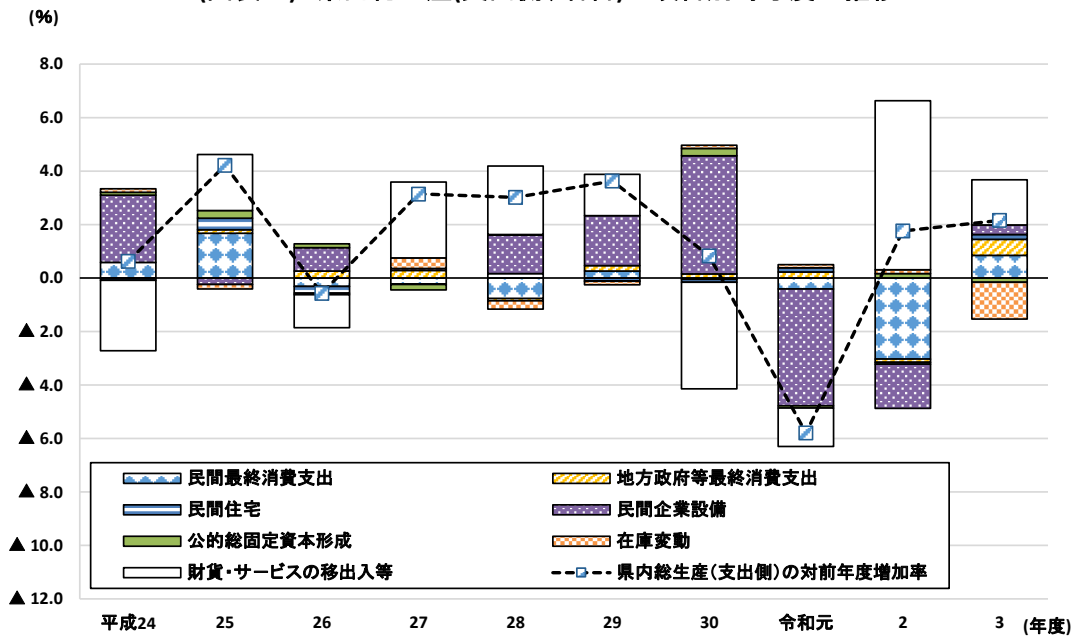 (%)
8.0
6.0
4.0
2.0
0.0
▲ 2.0
▲ 4.0
▲ 6.0
▲ 8.0
▲ 10.0
▲ 12.0
民間最終消費支出 地方政府等最終消費支出
民間住宅 民間企業設備
公的総固定資本形成 在庫変動
財貨・サービスの移出入等 県内総生産(支出側)の対前年度増加率
平成24 25 26 27 28 29 30 令和元 2 3 (年度)